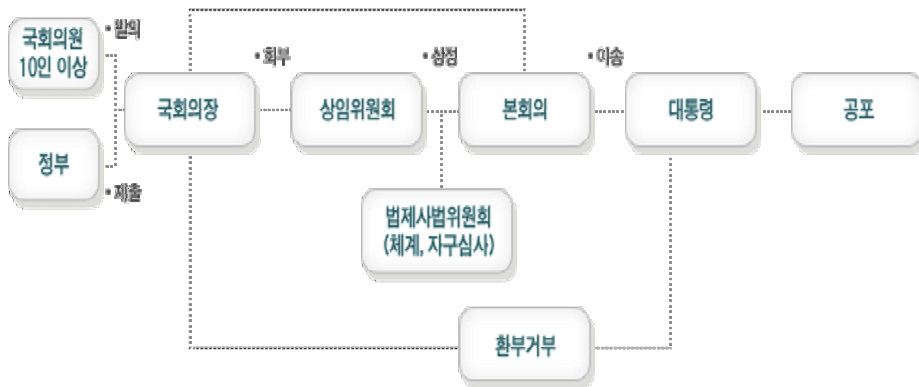 국회의원
10인 이상
• 발의
정부
• 제출
국회의장
• 회부
상임위원회
• 상정
본회의
• 이송
대통령
공포
법제사법위원회
(체계, 자구심사)
환부거부